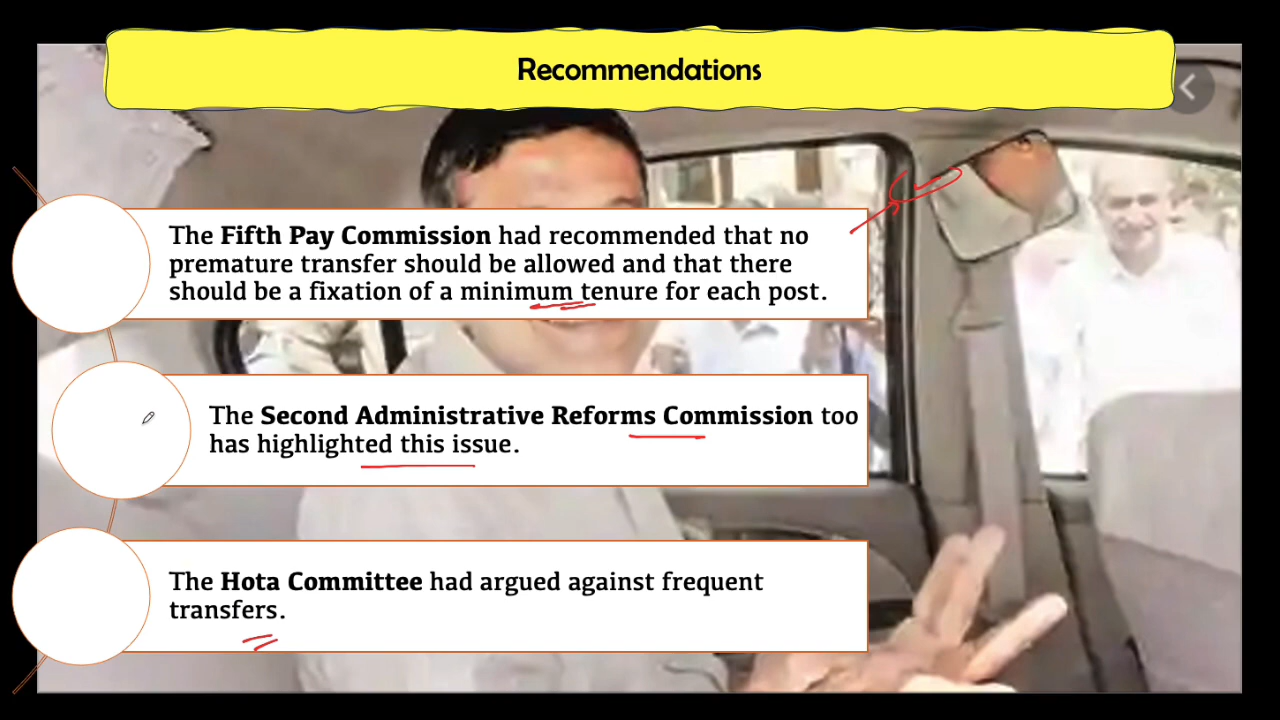 Recommendations
The Fifth Pay Commission had recommended that no
premature transfer should be allowed and that there
should be a fixation of a minimum tenure for each post.
The Second Administrative Reforms Commission too
has highlighted this issue.
The Hota Committee had argued against frequent
transfers.